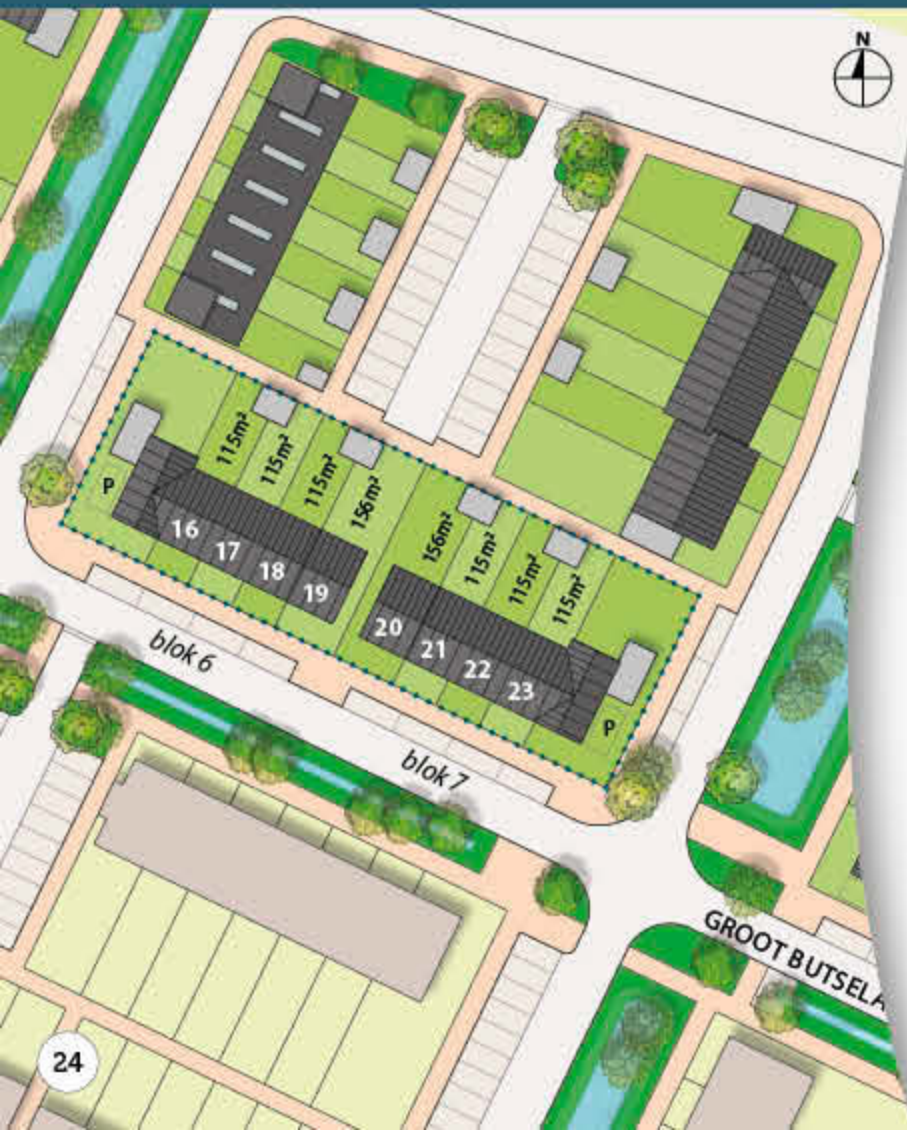 N
115m²
115m²
115m²
156m²
P
16
17
18
19
156m²
115m²
115m²
115m²
20
21
22
23
P
blok 6
blok 7
GROOT BUTSELA
24